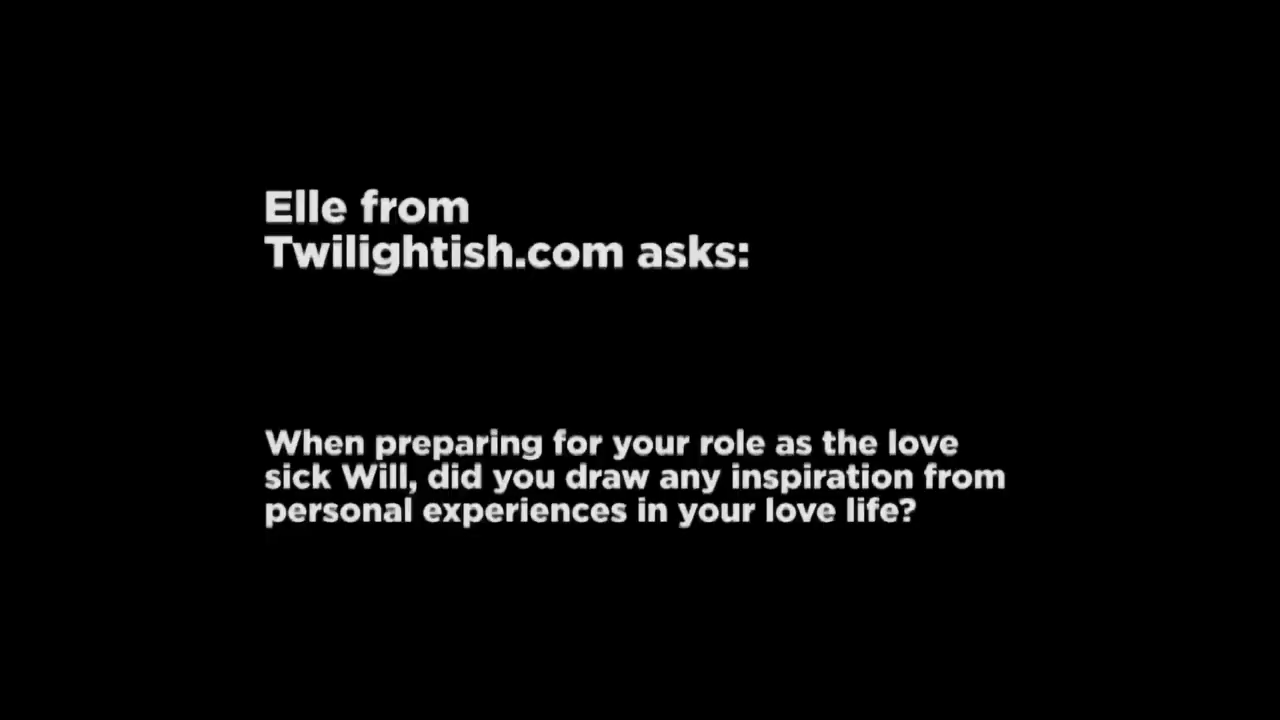 Elle from
Twilightish.com asks:
When preparing for your role as the love
sick Will, did you draw any inspiration from
personal experiences in your love life?